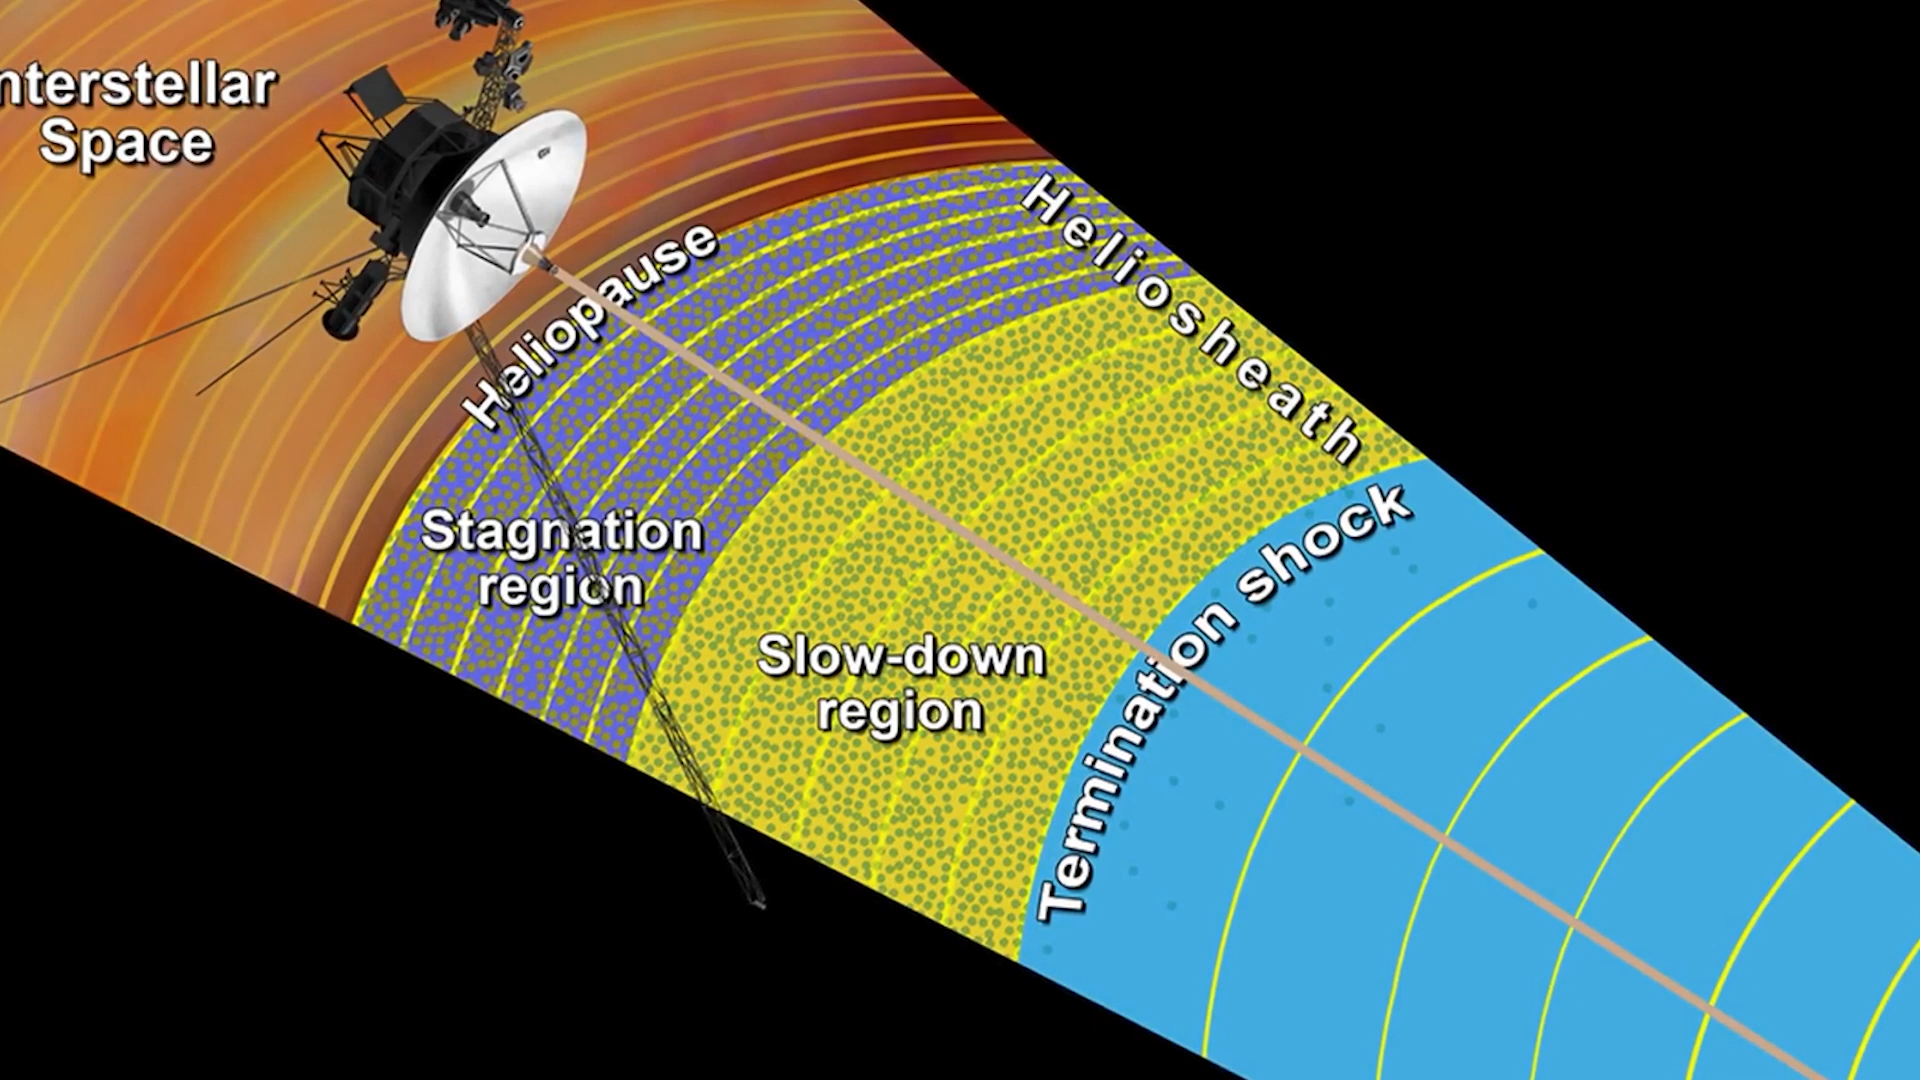 nterstellar
Space
Heliopause
Heliosheath
Stagnation
region
Slow-down
region
Termination shock